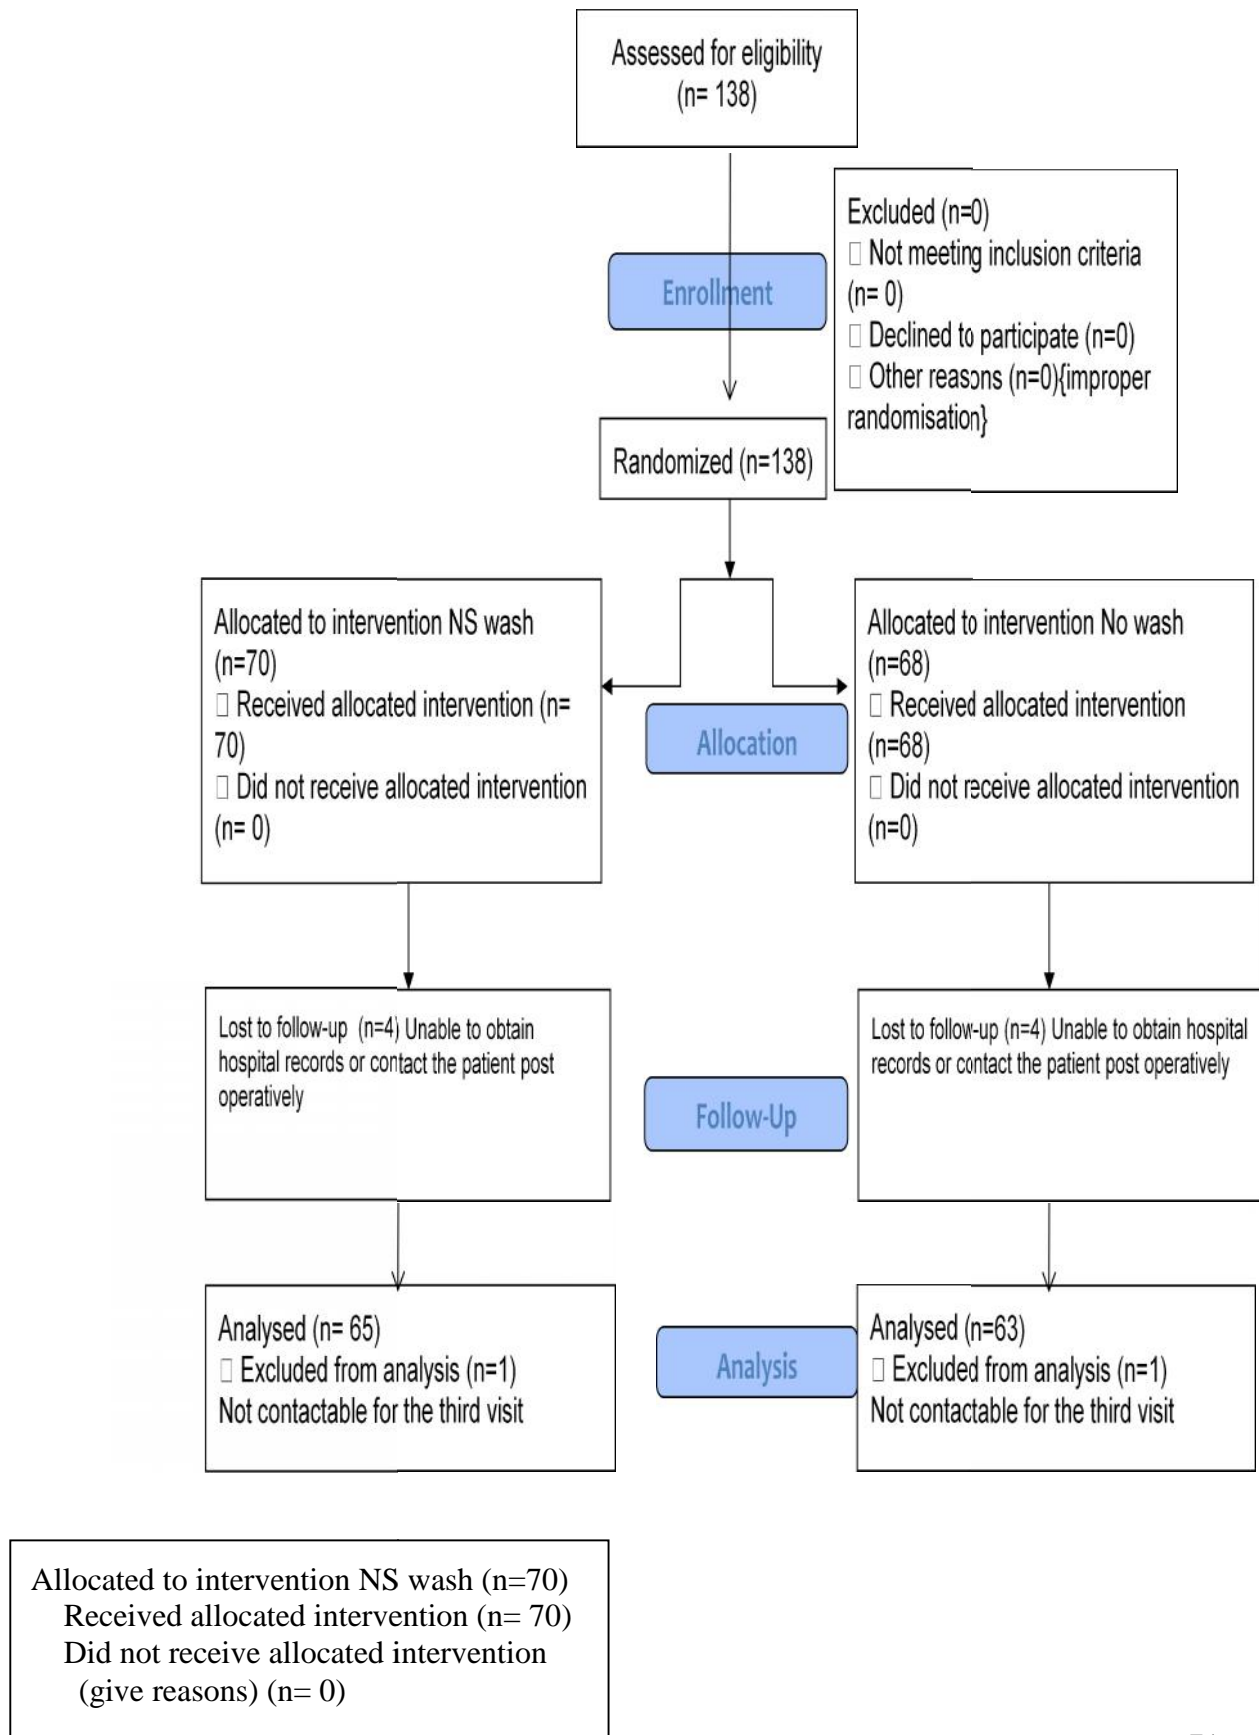 Assessed for eligibility
(n= 138)
Excluded (n=0)
□ Not meeting inclusion criteria
(n= 0)
□ Declined to participate (n=0)
□ Other reasons (n=0){improper
randomisation}
Enrollment
Randomized (n=138)
Allocated to intervention NS wash
(n=70)
□ Received allocated intervention (n=
70)
□ Did not receive allocated intervention
(n= 0)
Allocation
Allocated to intervention No wash
(n=68)
□ Received allocated intervention
(n=68)
□ Did not receive allocated intervention
(n=0)
Lost to follow-up (n=4) Unable to obtain
hospital records or contact the patient post
operatively
Follow-Up
Lost to follow-up (n=4) Unable to obtain hospital
records or contact the patient post operatively
Analysed (n= 65)
□ Excluded from analysis (n=1)
Not contactable for the third visit
Analysis
Analysed (n=63)
□ Excluded from analysis (n=1)
Not contactable for the third visit
Allocated to intervention NS wash (n=70)
Received allocated intervention (n= 70)
Did not receive allocated intervention
(give reasons) (n= 0)